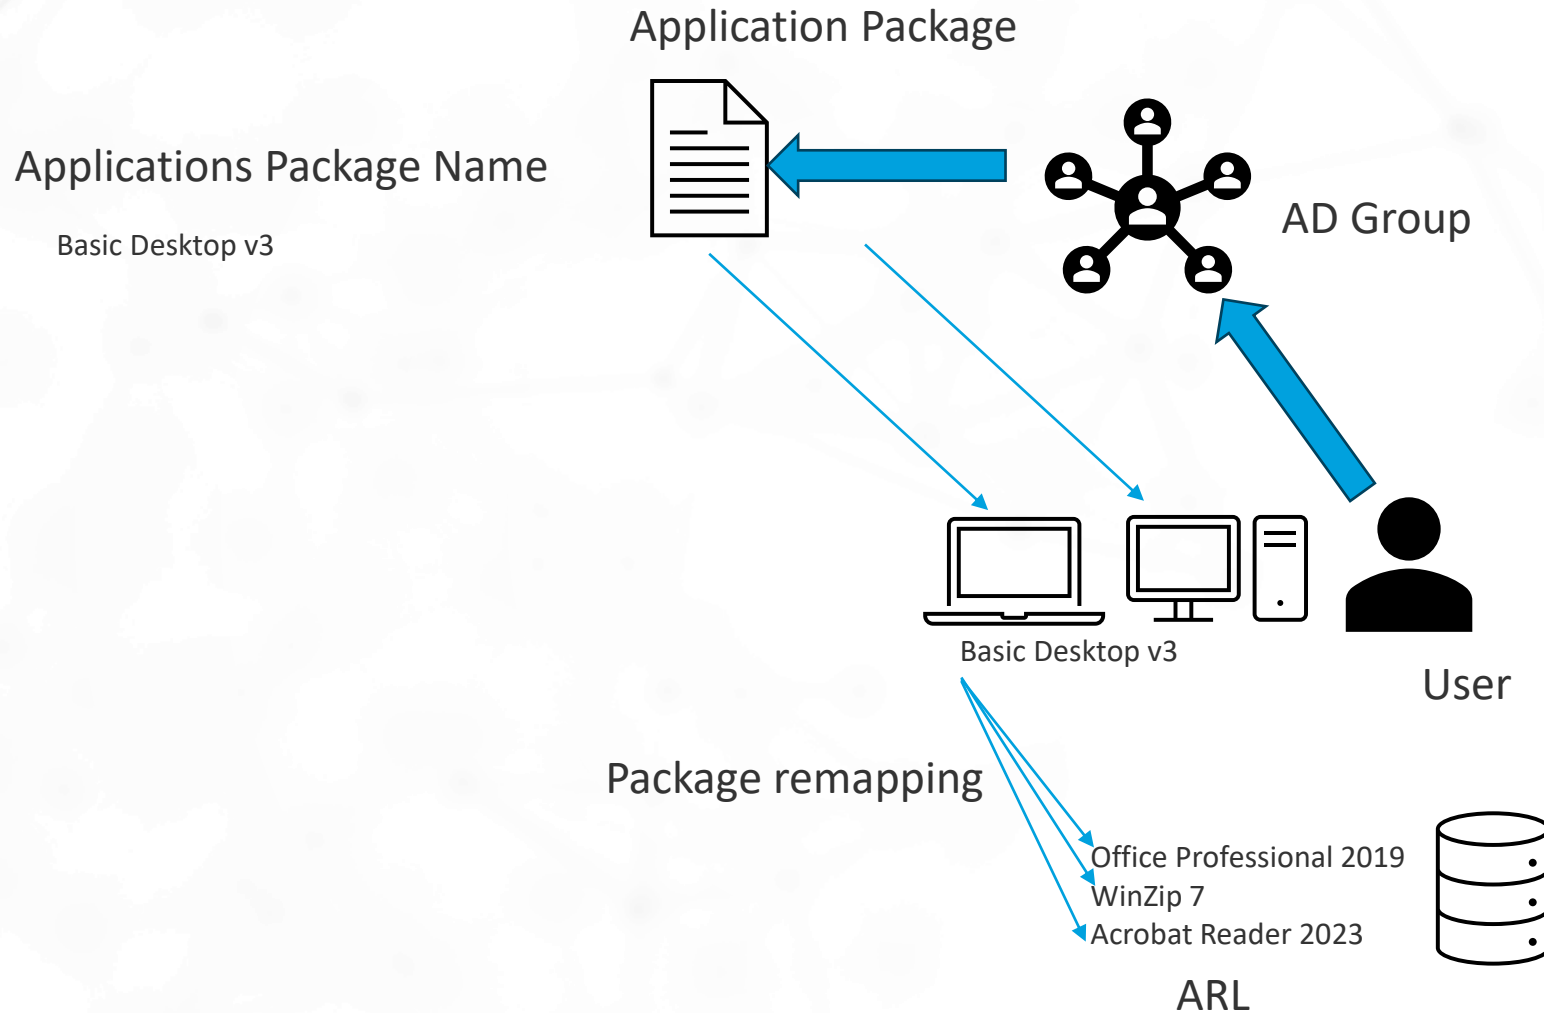 Application Package
Applications Package Name
Basic Desktop v3
AD Group
Basic Desktop v3
User
Package remapping
Office Professional 2019
WinZip 7
Acrobat Reader 2023
ARL